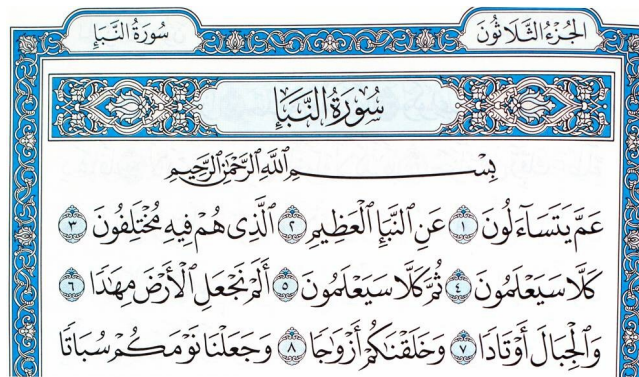 الجُزْءُ الثَّلَاثُونَ سُورَةُ النَّبَإِ
سُورَةُ النَّبَإِ
بِسْمِ ٱللَّهِ ٱلرَّحْمَٰنِ ٱلرَّحِيمِ
عَمَّ يَتَسَآءَلُونَ ١ عَنِ ٱلنَّبَإِ ٱلْعَظِيمِ ٢ ٱلَّذِى هُمْ فِيهِ مُخْتَلِفُونَ ٣
كَلَّا سَيَعْلَمُونَ ٤ ثُمَّ كَلَّا سَيَعْلَمُونَ ٥ أَلَمْ نَجْعَلِ ٱلْأَرْضَ مِهَٰدًا ٦
وَٱلْجِبَالَ أَوْتَادًا ٧ وَخَلَقْنَٰكُمْ أَزْوَٰجًا ٨ وَجَعَلْنَا نَوْمَكُمْ سُبَاتًا